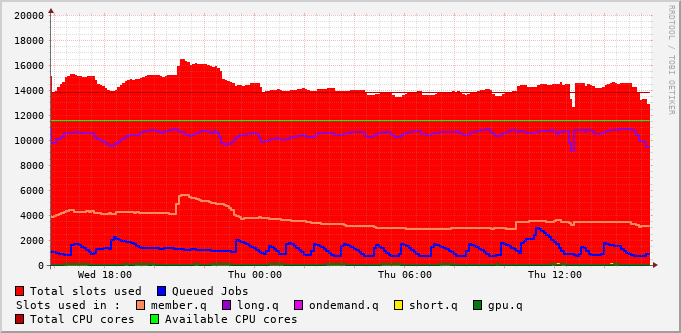 20000
18000
16000
14000
12000
10000
8000
6000
4000
2000
0
Wed 18:00 Thu 00:00 Thu 06:00 Thu 12:00
RRDTOOL / TOBI OETIKER
Total slots used Queued Jobs
Slots used in : member.q long.q ondemand.q short.q gpu.q
Total CPU cores Available CPU cores